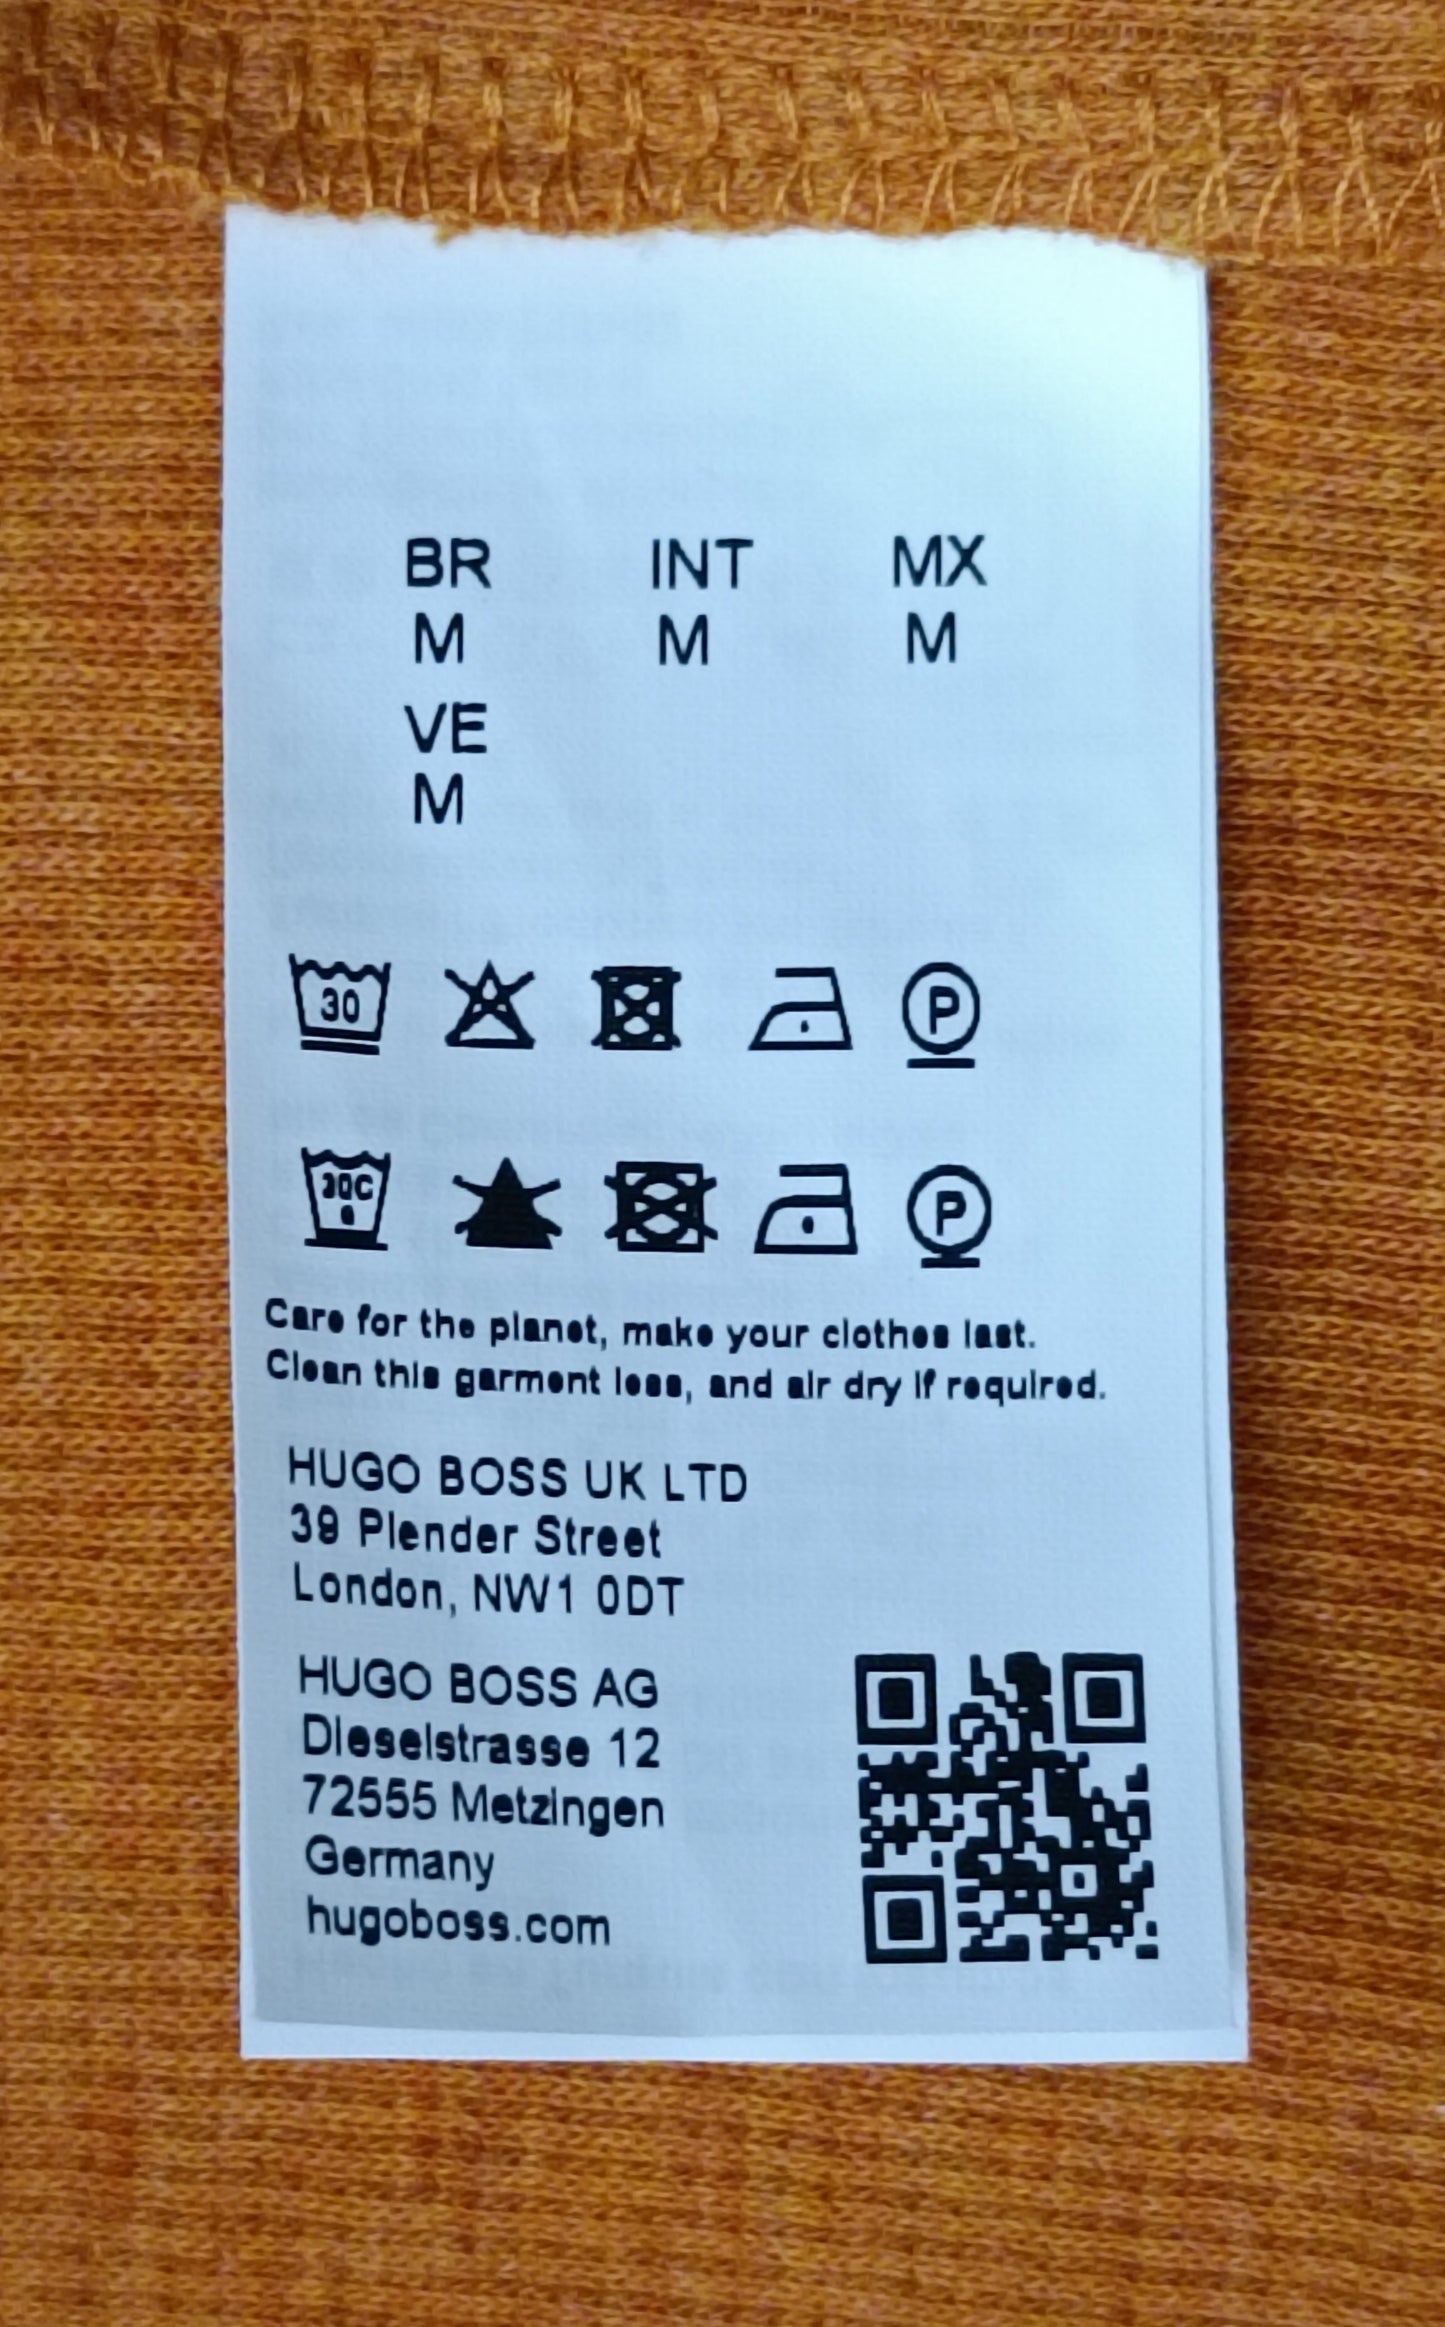 BR INT MX
M M M
VE
M
30 P
30C P
Care for the planet, make your clothes last.
Clean this garment less, and air dry if required.
HUGO BOSS UK LTD
39 Plender Street
London, NW1 0DT
HUGO BOSS AG
Dieselstrasse 12
72555 Metzingen
Germany
hugoboss.com